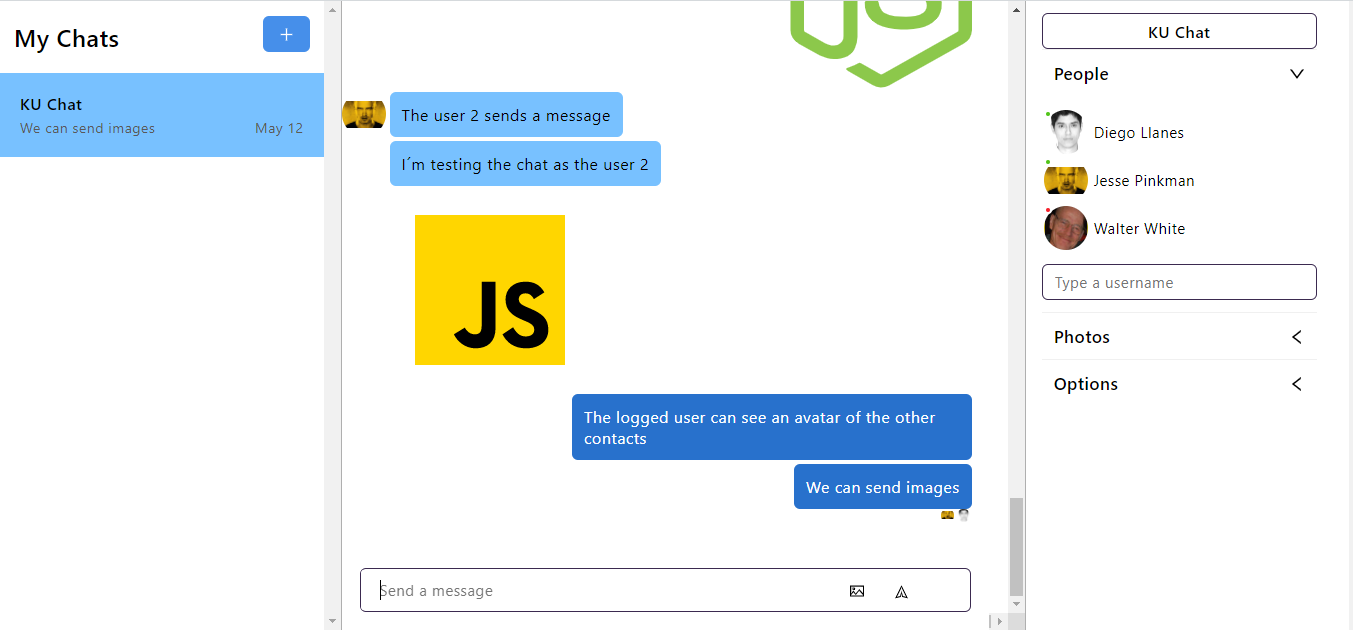 My Chats
+
KU Chat
We can send images
May 12
JS
The user 2 sends a message
I´m testing the chat as the user 2
JS
The logged user can see an avatar of the other
contacts
We can send images
Send a message
KU Chat
People
Diego Llanes
Jesse Pinkman
Walter White
Type a username
Photos
Options